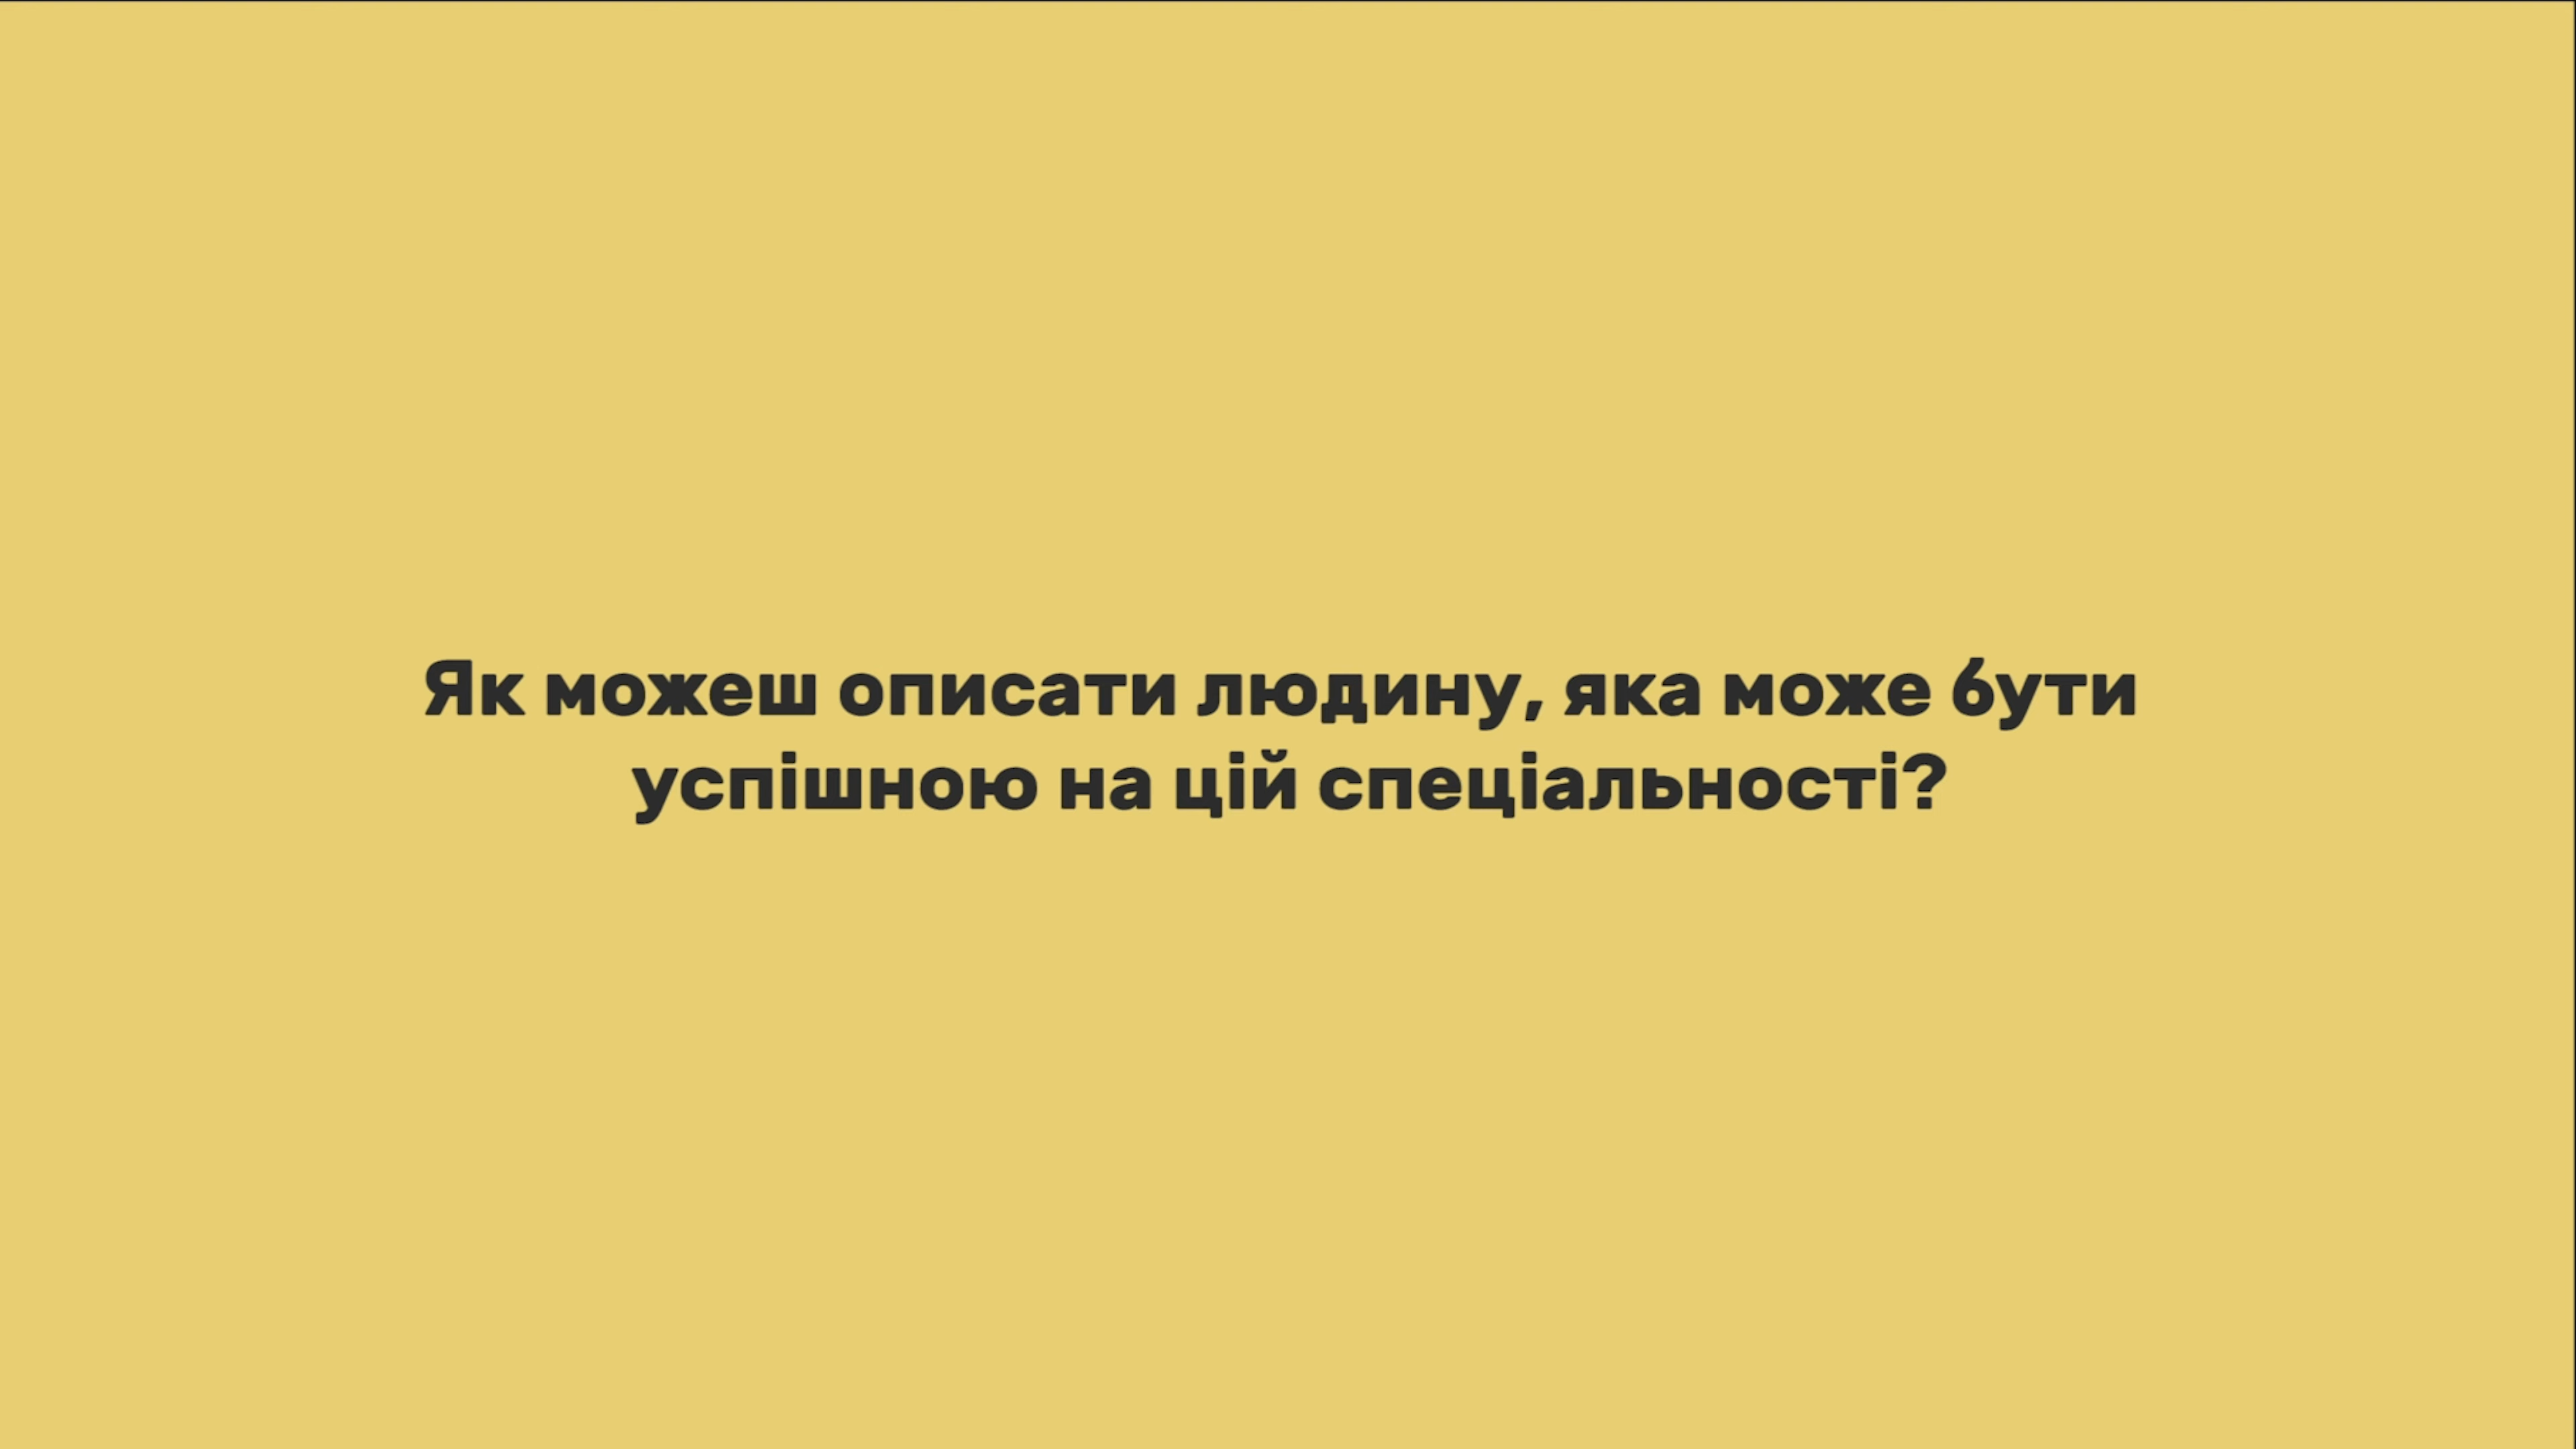 Як можеш описати людину, яка може бути
успішною на цій спеціальності?